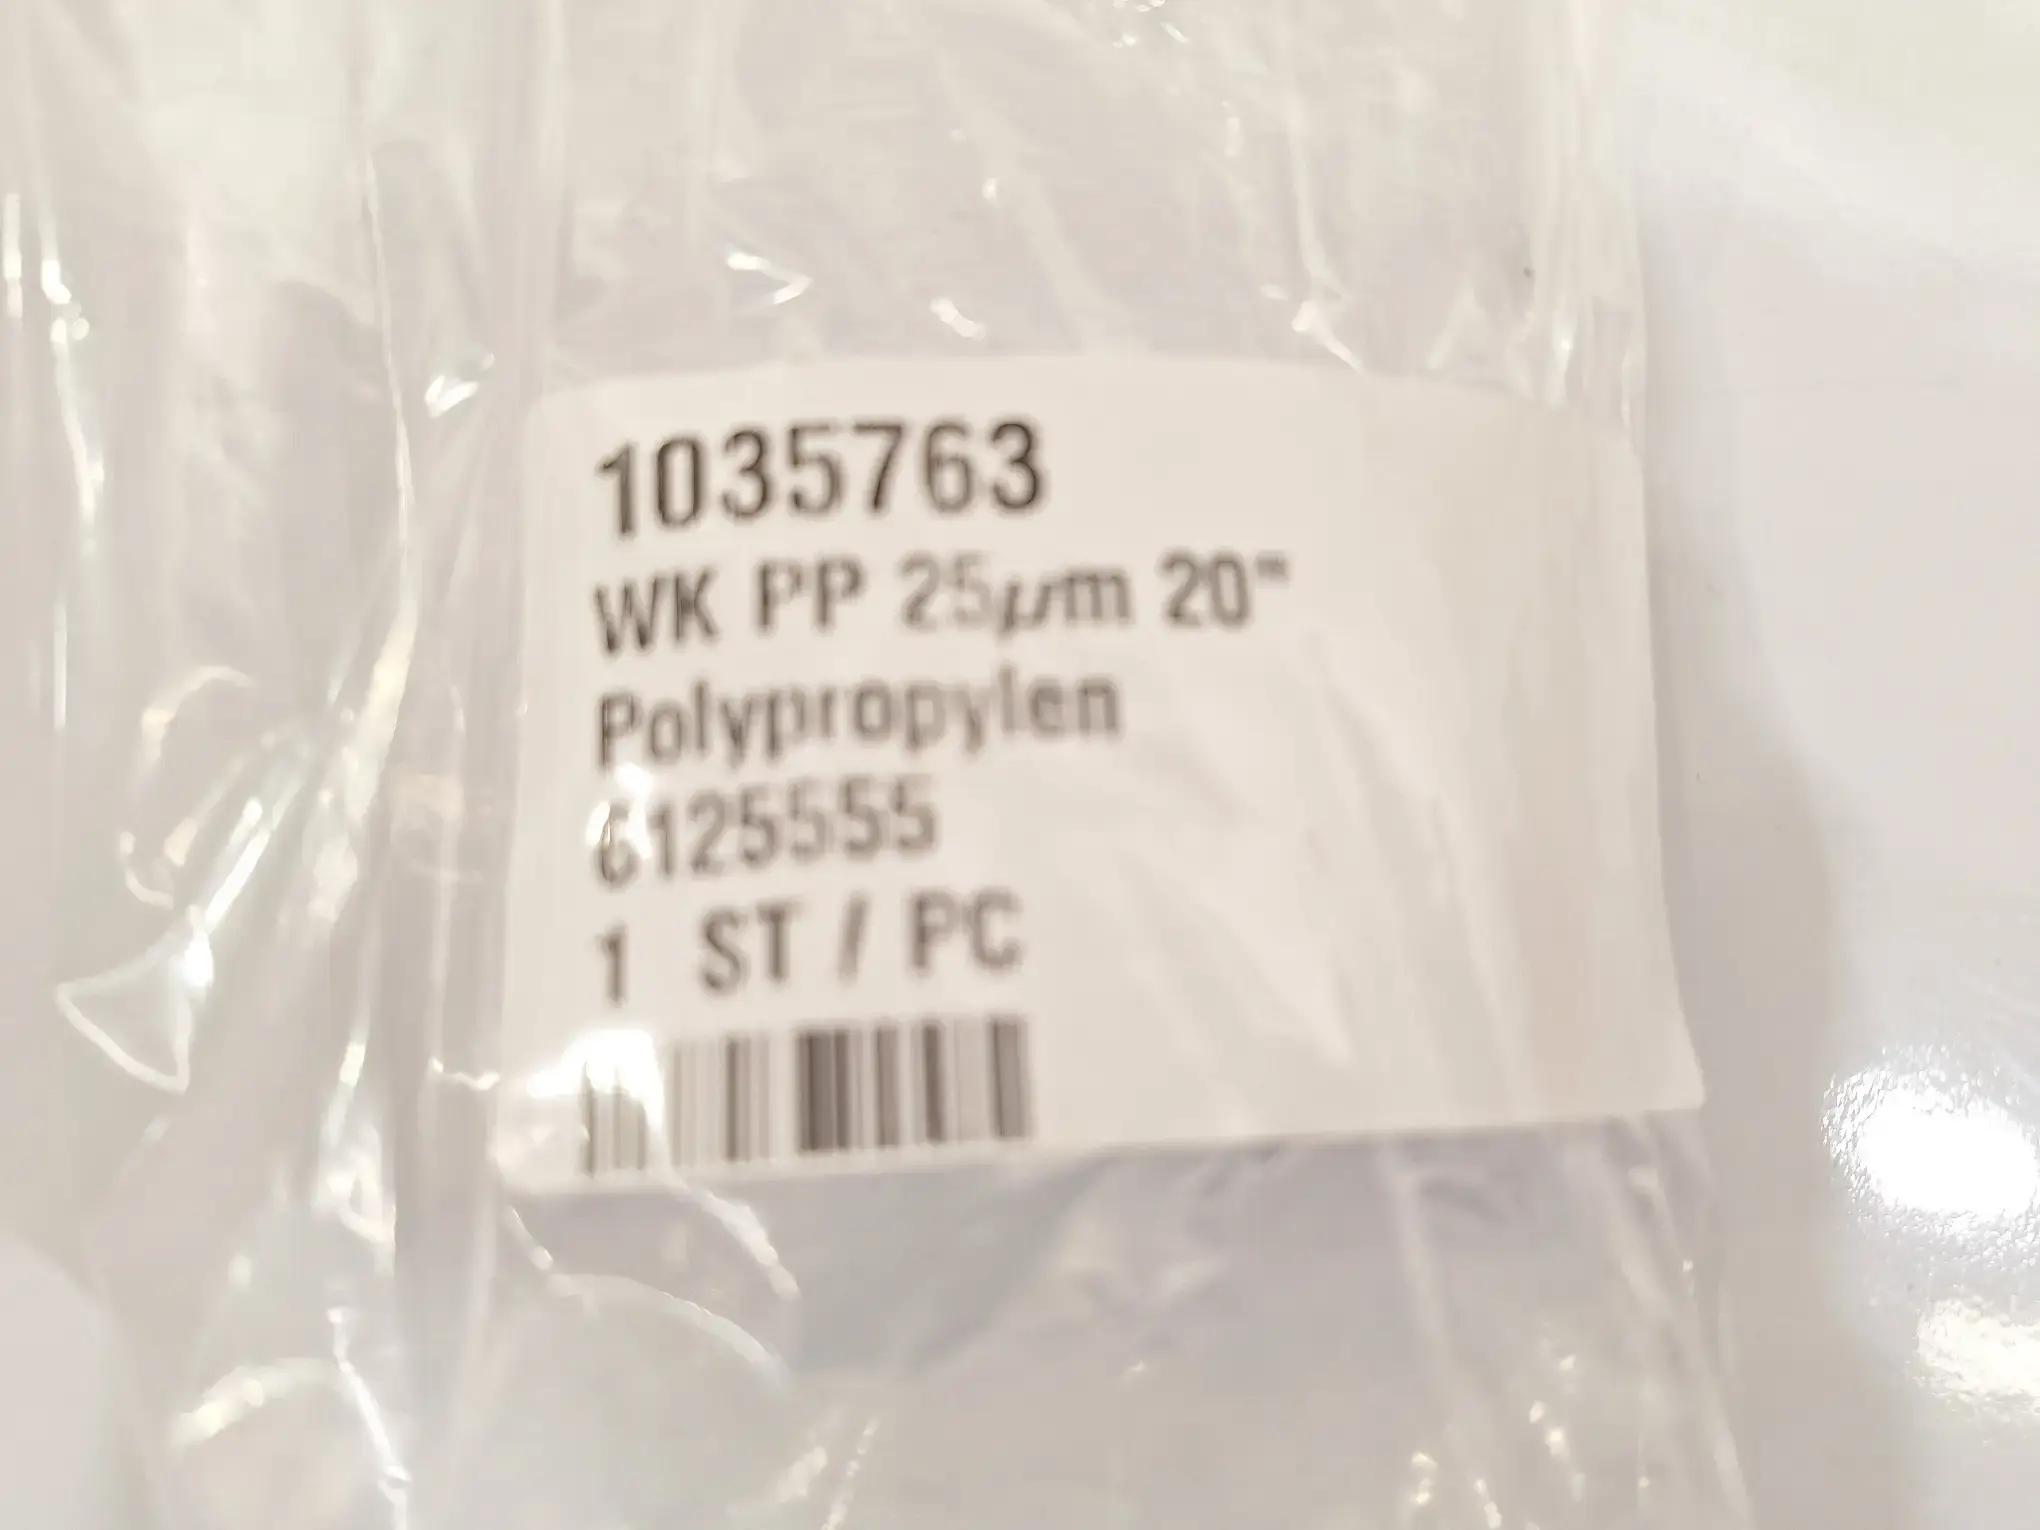 1035763
WK PP 25µm 20"
Polypropylen
6125555
1 ST / PC